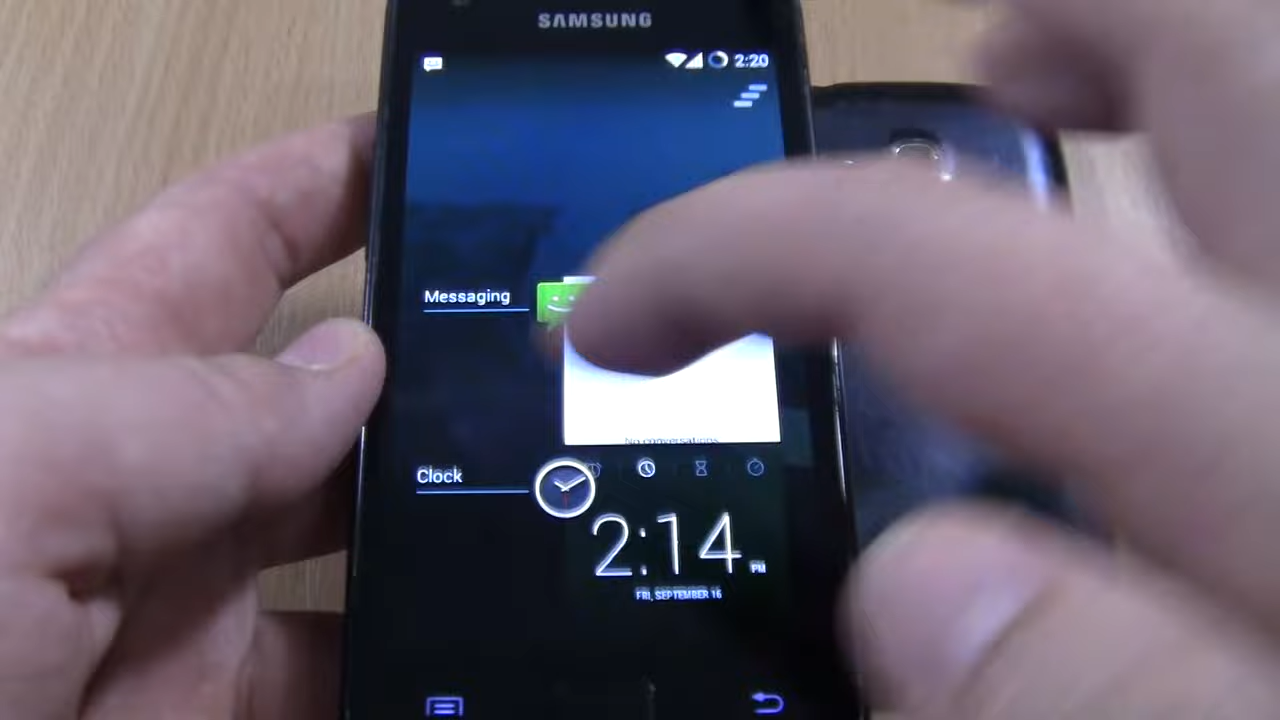 SAMSUNG
2:20
Messaging
No conversations.
Clock
2:14 PM
FRI, SEPTEMBER 16